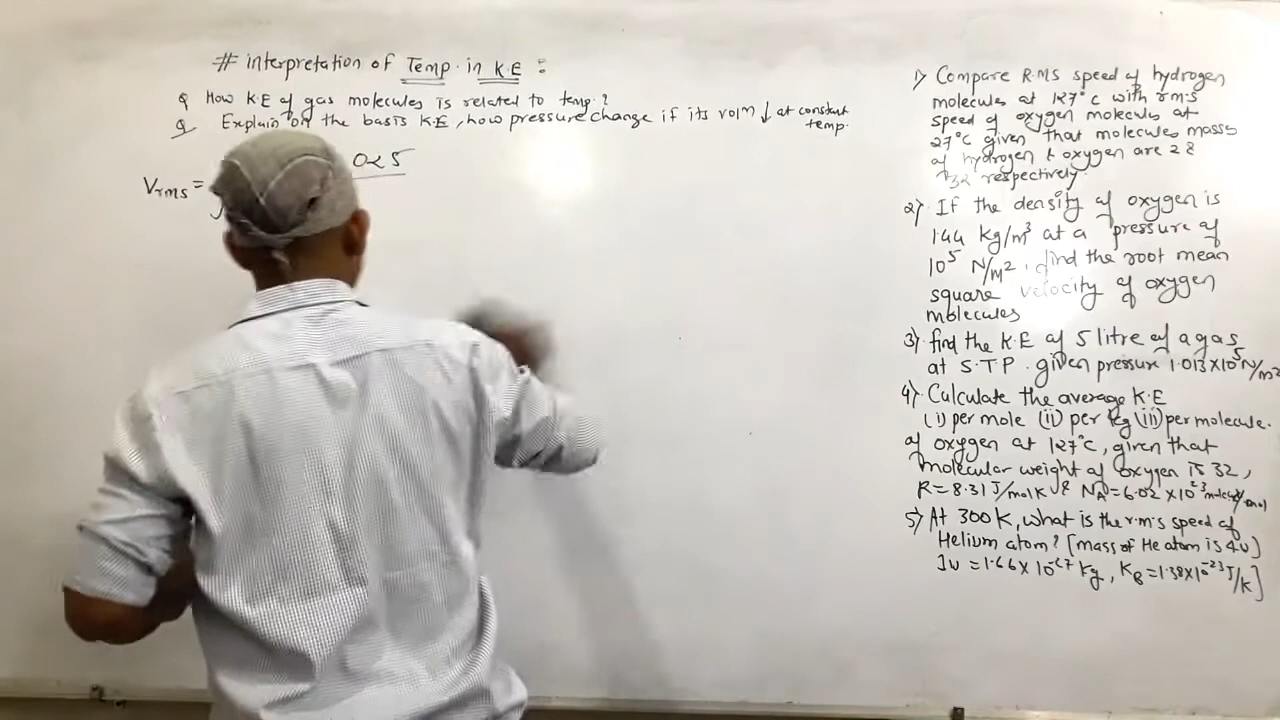 # interpretation of Temp. in K.E :
Q How K.E of gas molecules is related to temp.?
Q Explain on the basis K.E, how pressure change if its volm ↓ at constant
temp.
Vrms =
025
1) Compare R.M.S speed of hydrogen
molecules at 127°C with r.m.s
speed of oxygen molecules at
27°C given that molecules masses
of hydrogen & oxygen are 2 &
32 respectively.
2) If the density of oxygen is
1.44 kg/m³ at a pressure of
10⁵ N/m², find the root mean
square velocity of oxygen
molecules
3) find the K.E of 5 litre of a gas
at S.T.P. given pressure 1.013×10⁵ N/m²
4) Calculate the average K.E
(i) per mole (ii) per kg (iii) per molecule.
of oxygen at 127°C, given that
molecular weight of oxygen is 32,
R = 8.31 J/mol K & NA = 6.02 × 10²³
5) At 300 K, what is the r.m.s speed of
Helium atom? [mass of He atom is 4u]
1u = 1.66 × 10⁻²⁷ kg, KB = 1.38×10⁻²³ J/K]